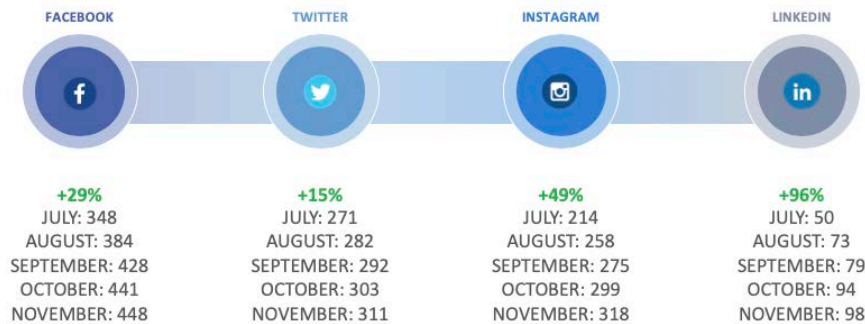 FACEBOOK
TWITTER
INSTAGRAM
LINKEDIN
f
in
+29%
JULY: 348
AUGUST: 384
SEPTEMBER: 428
OCTOBER: 441
NOVEMBER: 448
+15%
JULY: 271
AUGUST: 282
SEPTEMBER: 292
OCTOBER: 303
NOVEMBER: 311
+49%
JULY: 214
AUGUST: 258
SEPTEMBER: 275
OCTOBER: 299
NOVEMBER: 318
+96%
JULY: 50
AUGUST: 73
SEPTEMBER: 79
OCTOBER: 94
NOVEMBER: 98